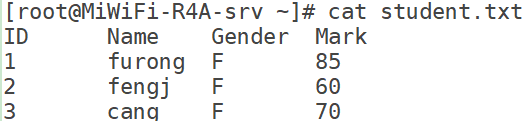 [root@MiWiFi-R4A-srv ~]# cat student.txt
ID Name Gender Mark
1 furong F 85
2 fengj F 60
3 cang F 70